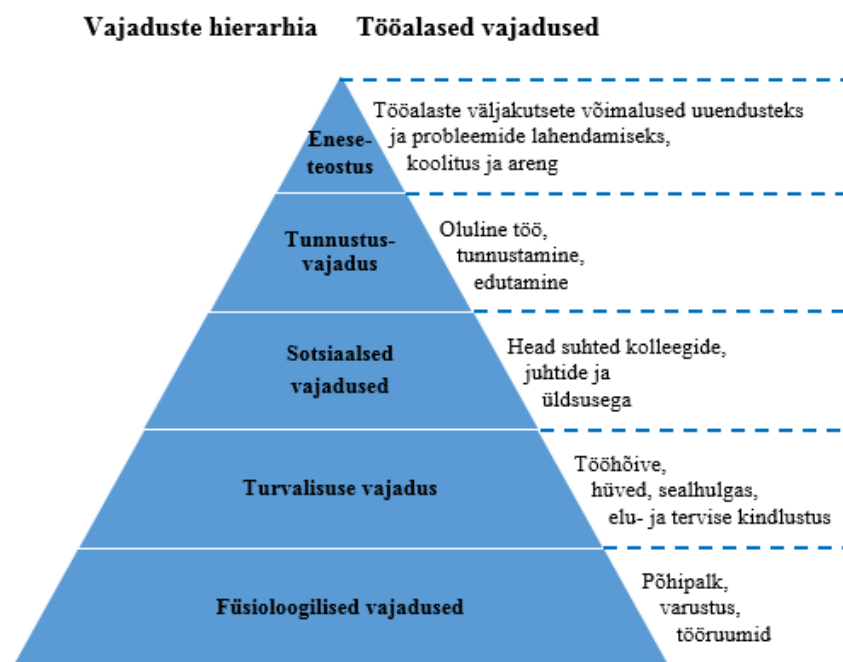 Vajaduste hierarhia
Tööalased vajadused
Enese-
teostus
Tööalaste väljakutsete võimalused uuendusteks
ja probleemide lahendamiseks,
koolitus ja areng
Tunnustus-
vajadus
Oluline töö,
tunnustamine,
edutamine
Sotsiaalsed
vajadused
Head suhted kolleegide,
juhtide ja
üldsusega
Turvalisuse vajadus
Tööhõive,
hüved, sealhulgas,
elu- ja tervise kindlustus
Füsioloogilised vajadused
Põhipalk,
varustus,
tööruumid